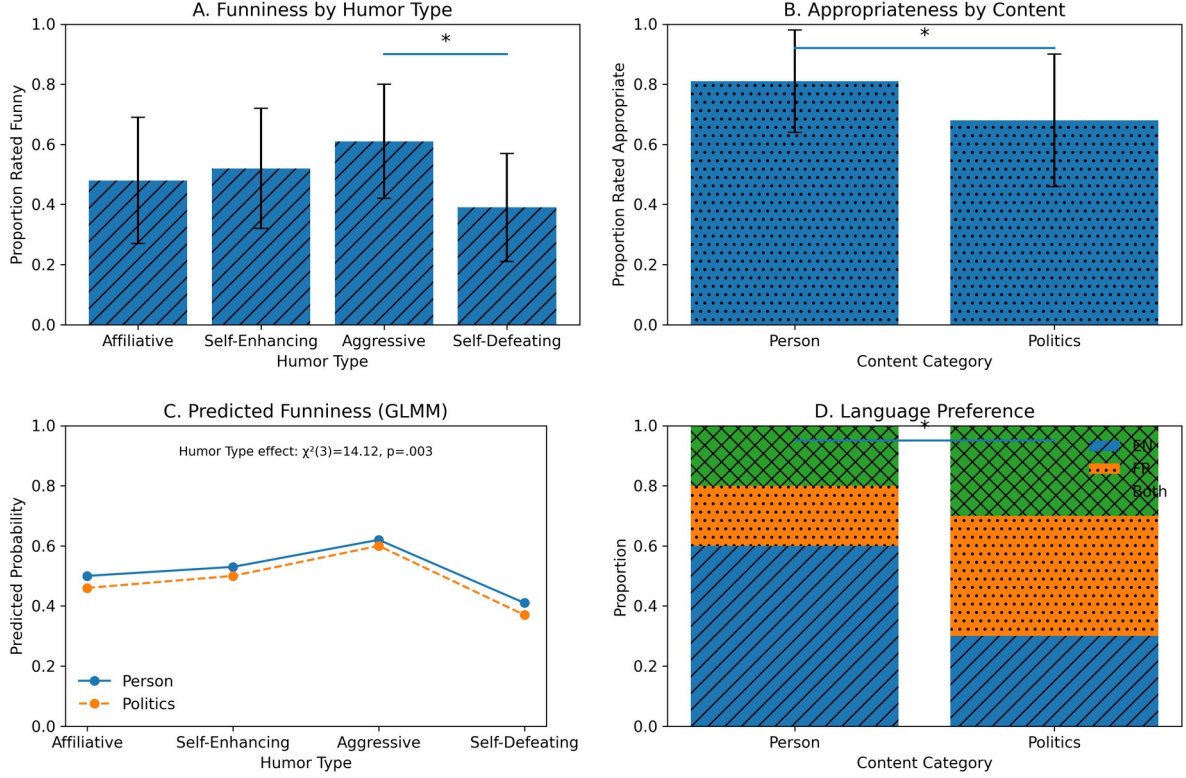 A. Funniness by Humor Type
1.0
0.8
0.6
0.4
0.2
0.0
Proportion Rated Funny
*
Affiliative
Self-Enhancing
Aggressive
Self-Defeating
Humor Type
B. Appropriateness by Content
1.0
0.8
0.6
0.4
0.2
0.0
Proportion Rated Appropriate
*
Person
Politics
Content Category
C. Predicted Funniness (GLMM)
1.0
0.8
0.6
0.4
0.2
0.0
Predicted Probability
Humor Type effect: χ²(3)=14.12, p=.003
Person
Politics
Affiliative
Self-Enhancing
Aggressive
Self-Defeating
Humor Type
D. Language Preference
1.0
0.8
0.6
0.4
0.2
0.0
Proportion
*
EN
FR
Both
Person
Politics
Content Category